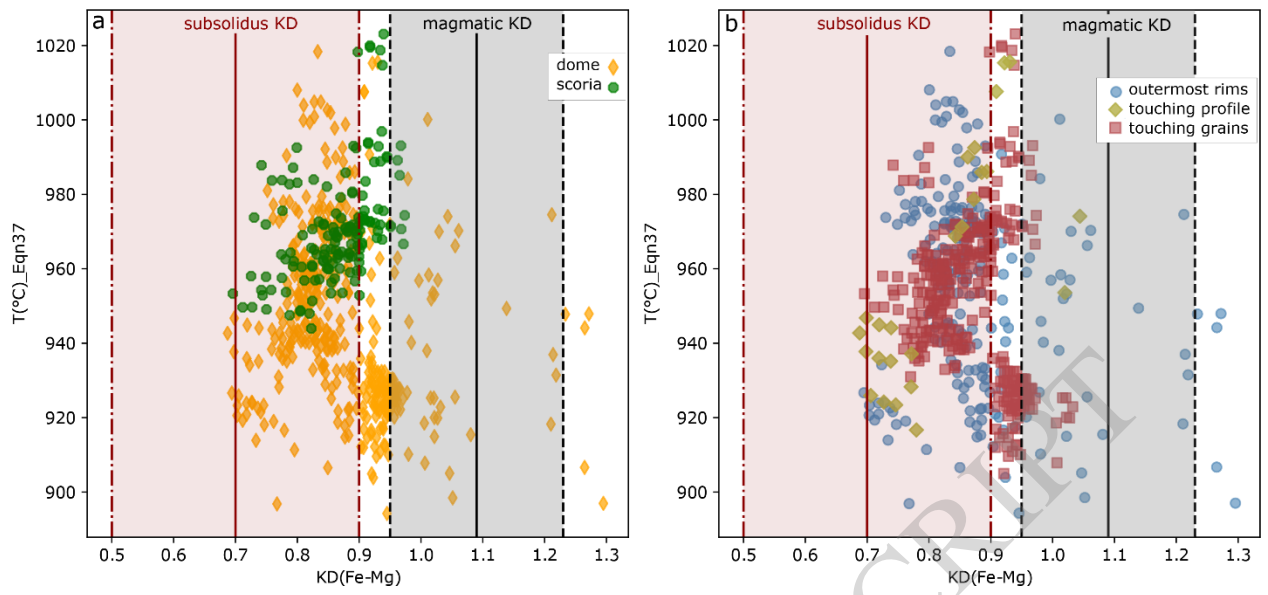 a
subsolidus KD
magmatic KD
dome
scoria
1020
1000
980
960
940
920
900
T(°C)_Eqn37
0.5 0.6 0.7 0.8 0.9 1.0 1.1 1.2 1.3
KD(Fe-Mg)
b
subsolidus KD
magmatic KD
outermost rims
touching profile
touching grains
1020
1000
980
960
940
920
900
T(°C)_Eqn37
0.5 0.6 0.7 0.8 0.9 1.0 1.1 1.2 1.3
KD(Fe-Mg)
CRIPT